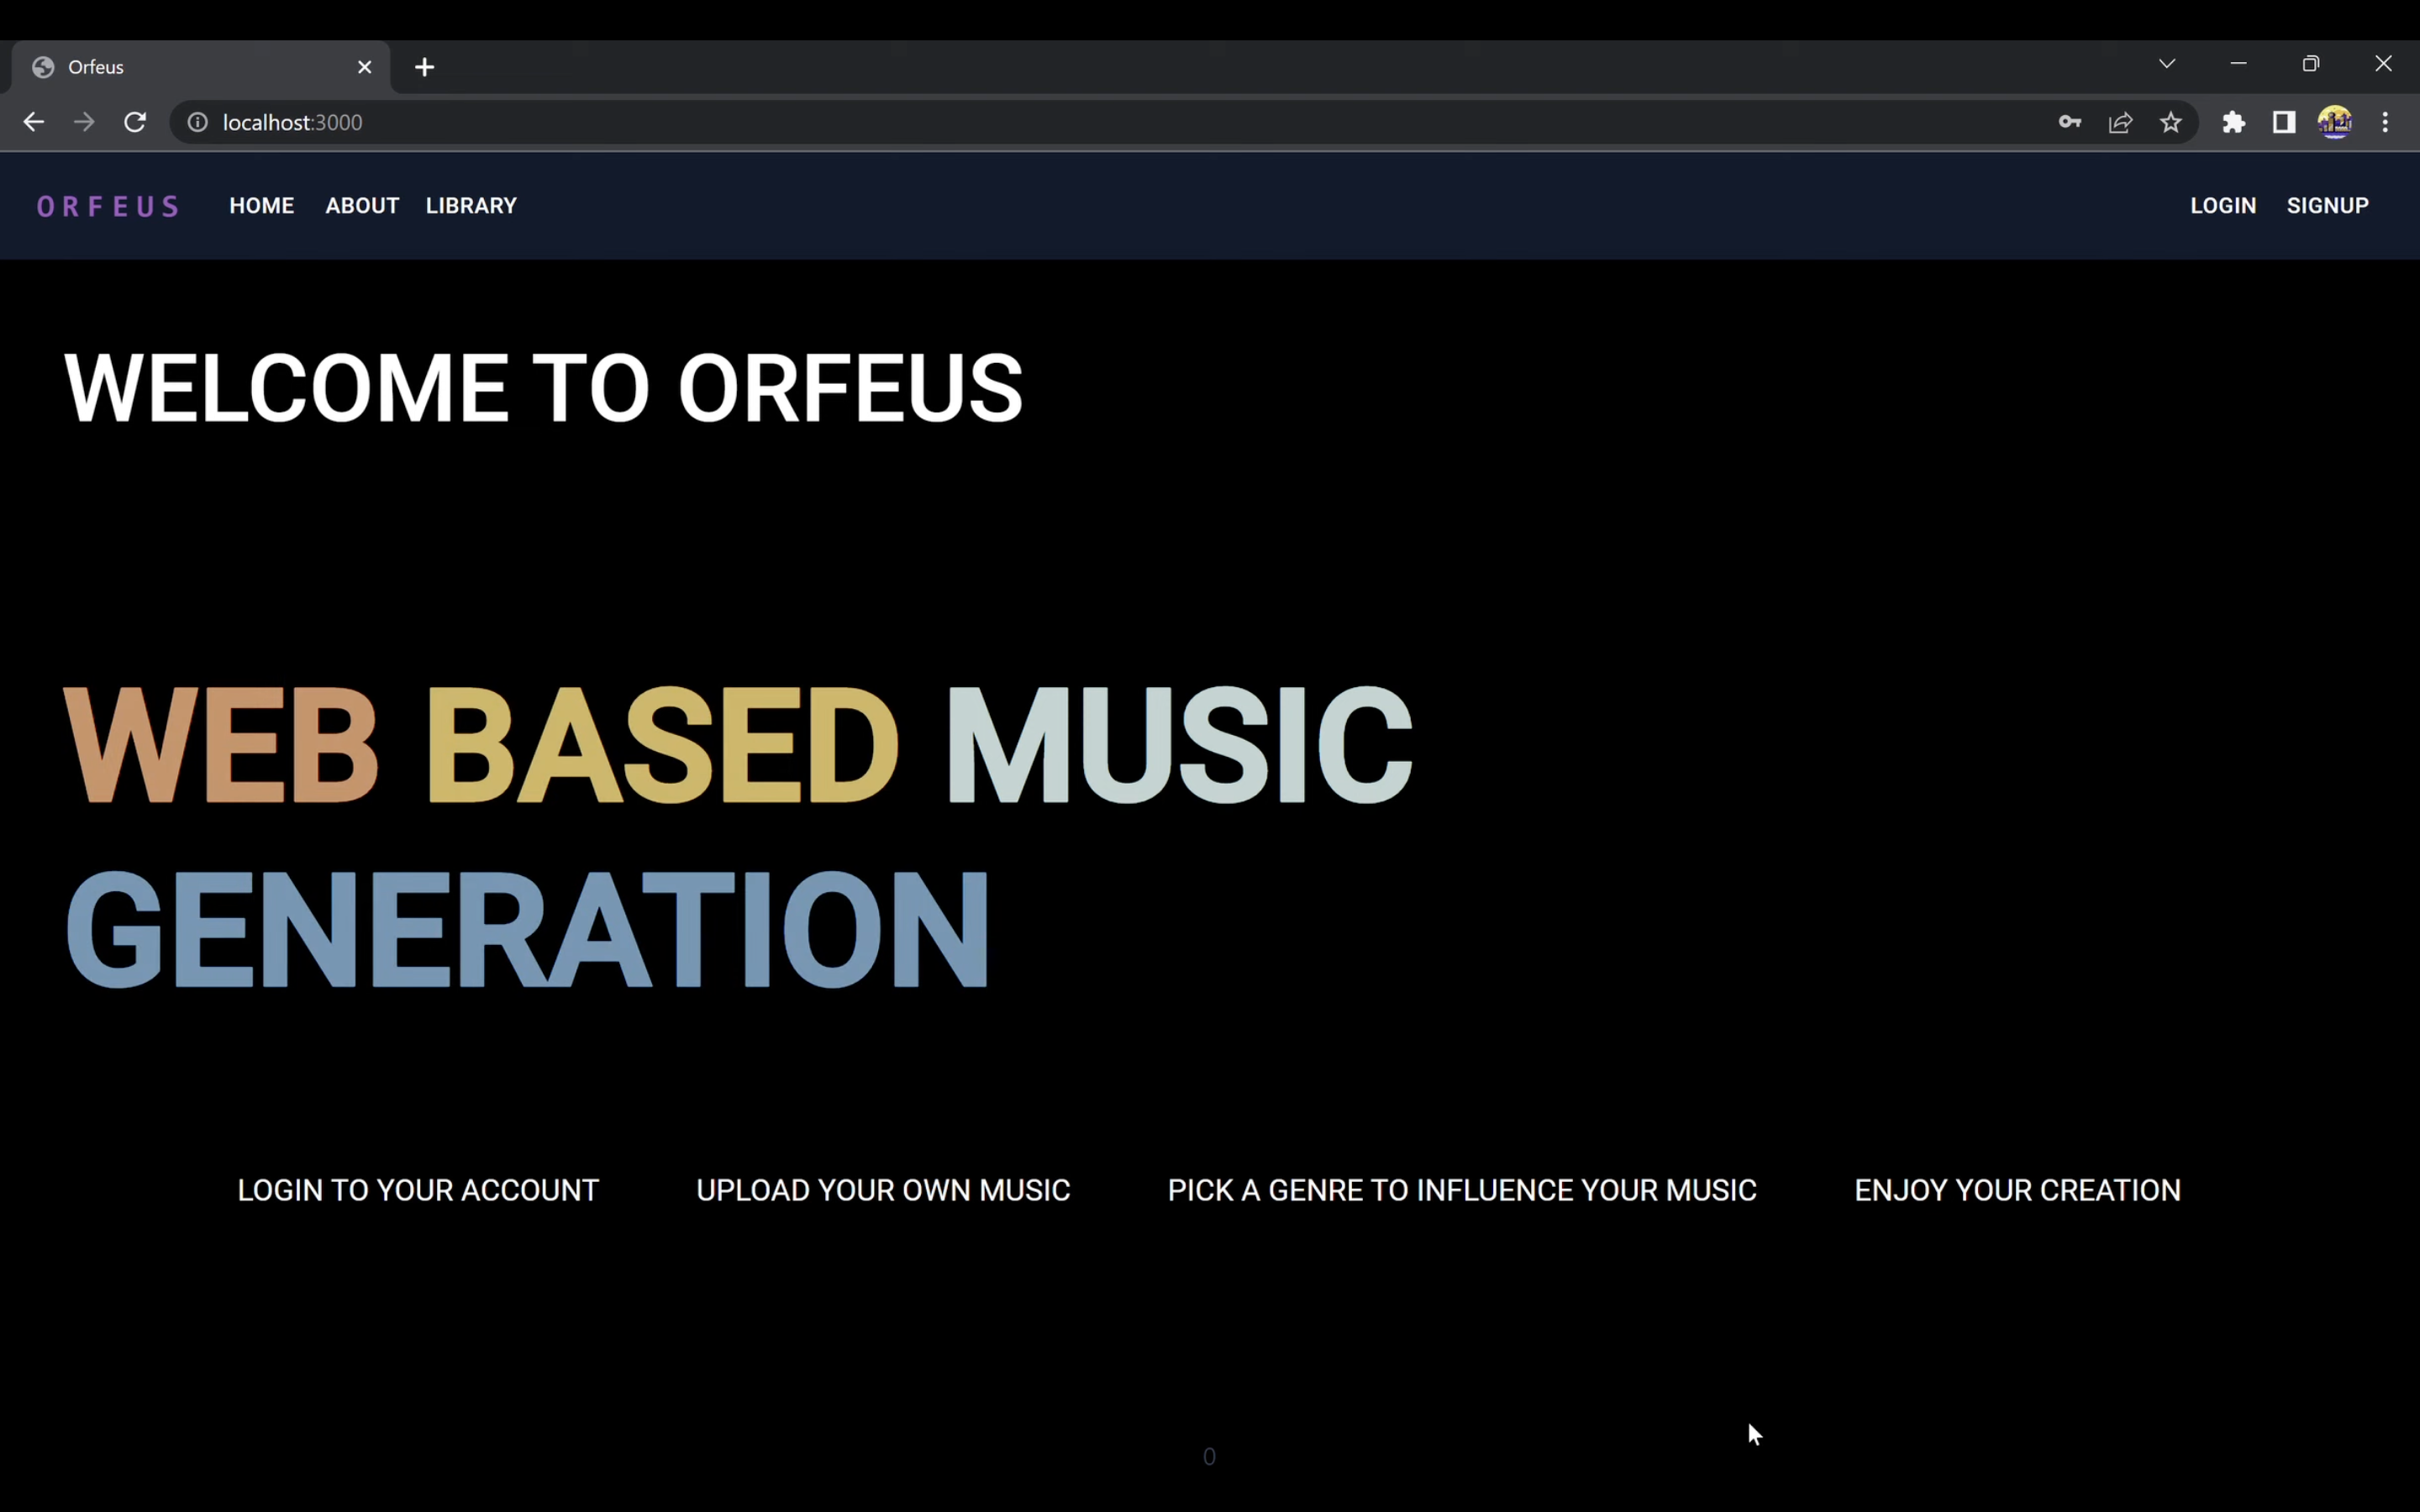 Orfeus
localhost:3000
ORFEUS HOME ABOUT LIBRARY LOGIN SIGNUP
WELCOME TO ORFEUS
WEB BASED MUSIC
GENERATION
LOGIN TO YOUR ACCOUNT UPLOAD YOUR OWN MUSIC PICK A GENRE TO INFLUENCE YOUR MUSIC ENJOY YOUR CREATION
0